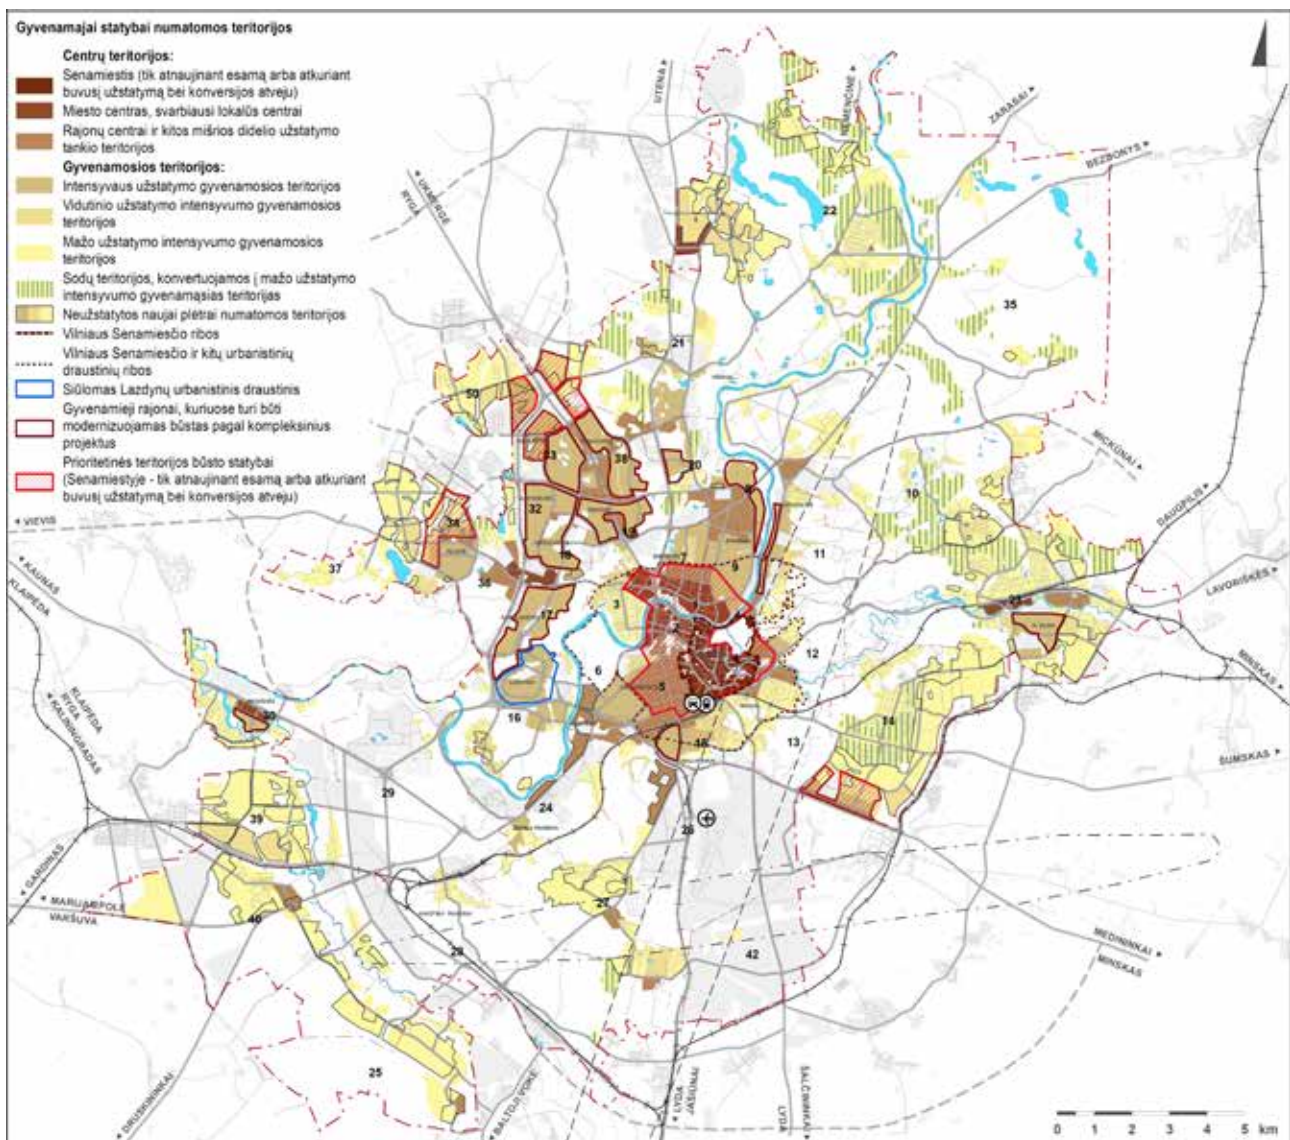 Gyvenamajai statybai numatomos teritorijos
Centrų teritorijos:
Senamiestis (tik atnaujinant esamą arba atkuriant
buvusį užstatymą bei konversijos atveju)
Miesto centras, svarbiausi lokalūs centrai
Rajonų centrai ir kitos mišrios didelio užstatymo
tankio teritorijos
Gyvenamosios teritorijos:
Intensyvaus užstatymo gyvenamosios teritorijos
Vidutinio užstatymo intensyvumo gyvenamosios
teritorijos
Mažo užstatymo intensyvumo gyvenamosios
teritorijos
Sodų teritorijos, konvertuojamos į mažo užstatymo
intensyvumo gyvenamąsias teritorijas
Neužstatytos naujai plėtrai numatomos teritorijos
Vilniaus Senamiesčio ribos
Vilniaus Senamiesčio ir kitų urbanistinių
draustinių ribos
Siūlomas Lazdynų urbanistinis draustinis
Gyvenamieji rajonai, kuriuose turi būti
modernizuojamas būstas pagal kompleksinius
projektus
Prioritetinės teritorijos būsto statybai
(Senamiestyje - tik atnaujinant esamą arba atkuriant
buvusį užstatymą bei konversijos atveju)
UTENA
NEMENČINĖ
ZARASAI
BEZDONYS
UKMERGĖ
RYGA
22
35
21
50
MICKŪNAI
33
38
20
10
DAUGPILIS
VIEVIS
34
32
11
37
7
9
LAVORIŠKĖS
KAUNAS
KLAIPĖDA
17
3
23
12
MINSKAS
6
5
16
30
14
13
ŠUMSKAS
KLAIPĖDA
RYGA
KALININGRADAS
29
24
39
26
GARDINAS
MARIJAMPOLĖ
VARŠUVA
40
27
28
42
MEDININKAI
MINSKAS
25
DRUSKININKAI
BALTOJI VOKĖ
LYDA
JAŠIŪNAI
LYDA
ŠALČININKAI
0 1 2 3 4 5 km